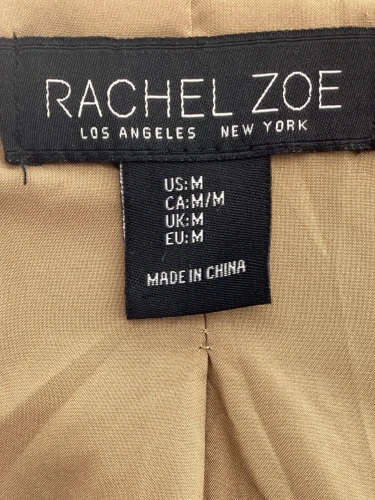 RACHEL ZOE
LOS ANGELES NEW YORK
US:M
CA:M/M
UK:M
EU:M
MADE IN CHINA